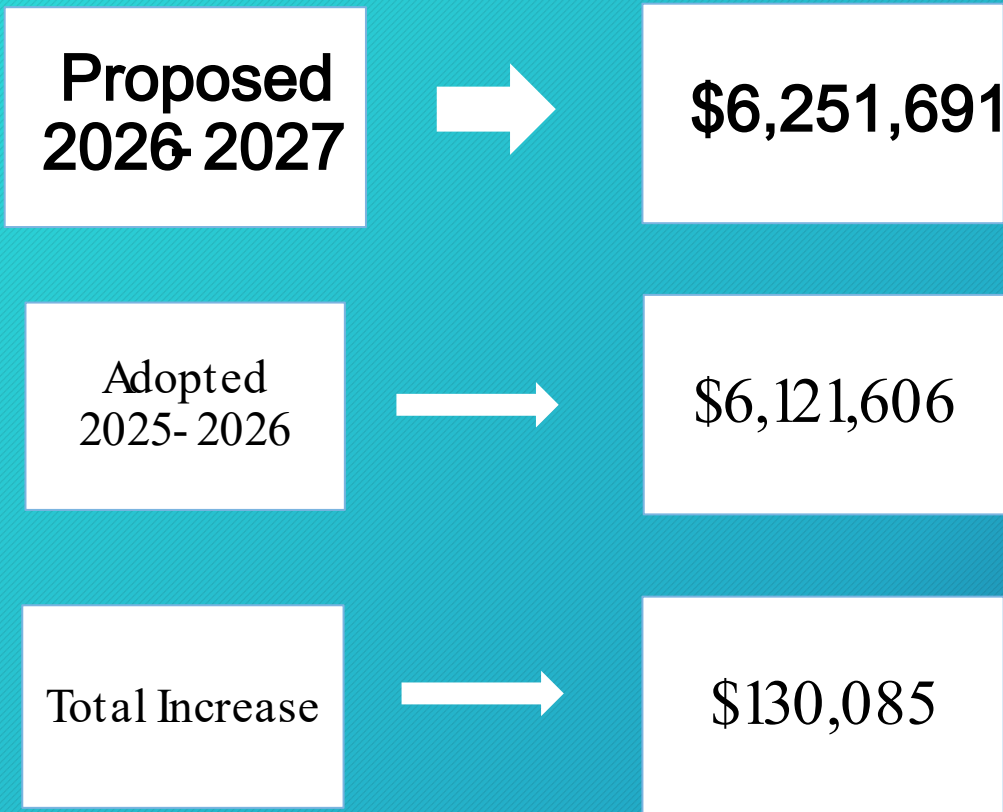 Proposed
2026- 2027
$6,251,691
Adopted
2025- 2026
$6,121,606
Total Increase
$130,085